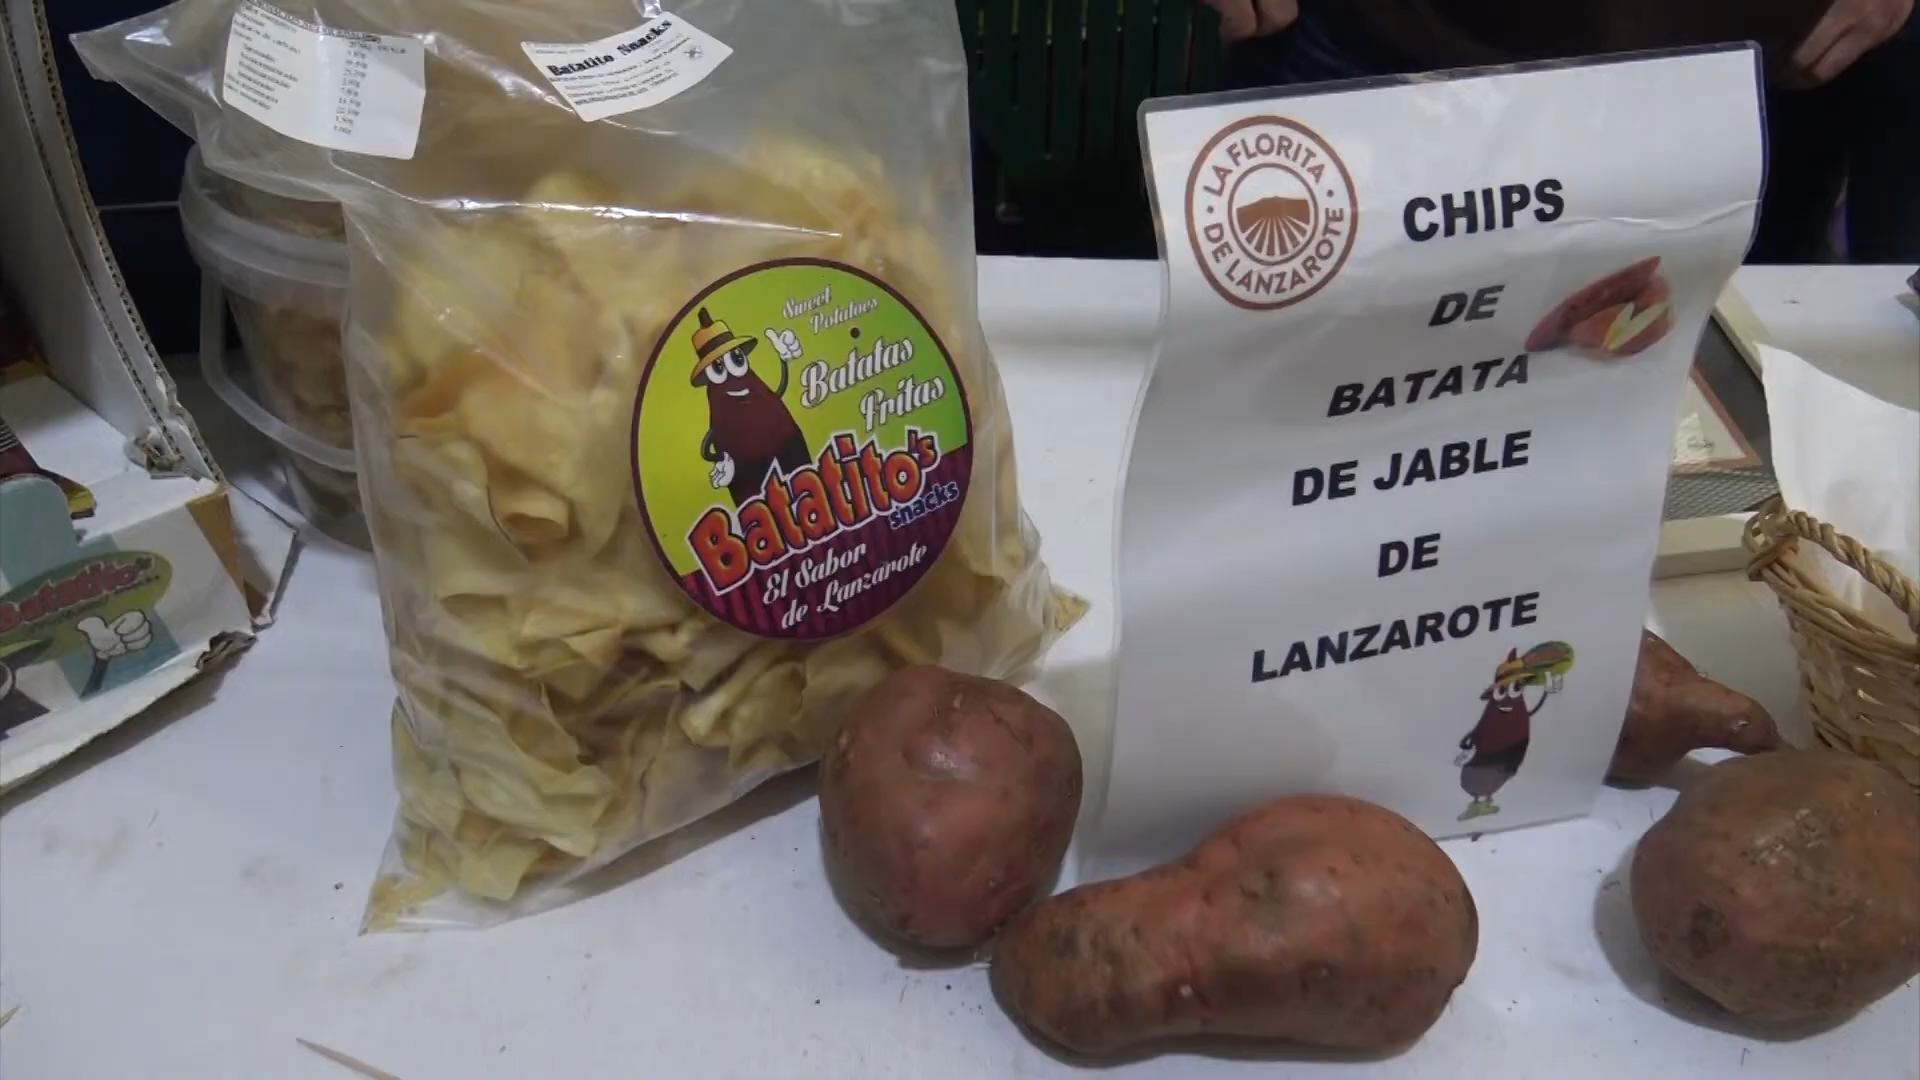 Batatito Snacks
Sweet
Potatoes
Batatas
Fritas
Batatito's
snacks
El Sabor
de Lanzarote
LA FLORITA
DE LANZAROTE
CHIPS
DE
BATATA
DE JABLE
DE
LANZAROTE
Batatito's